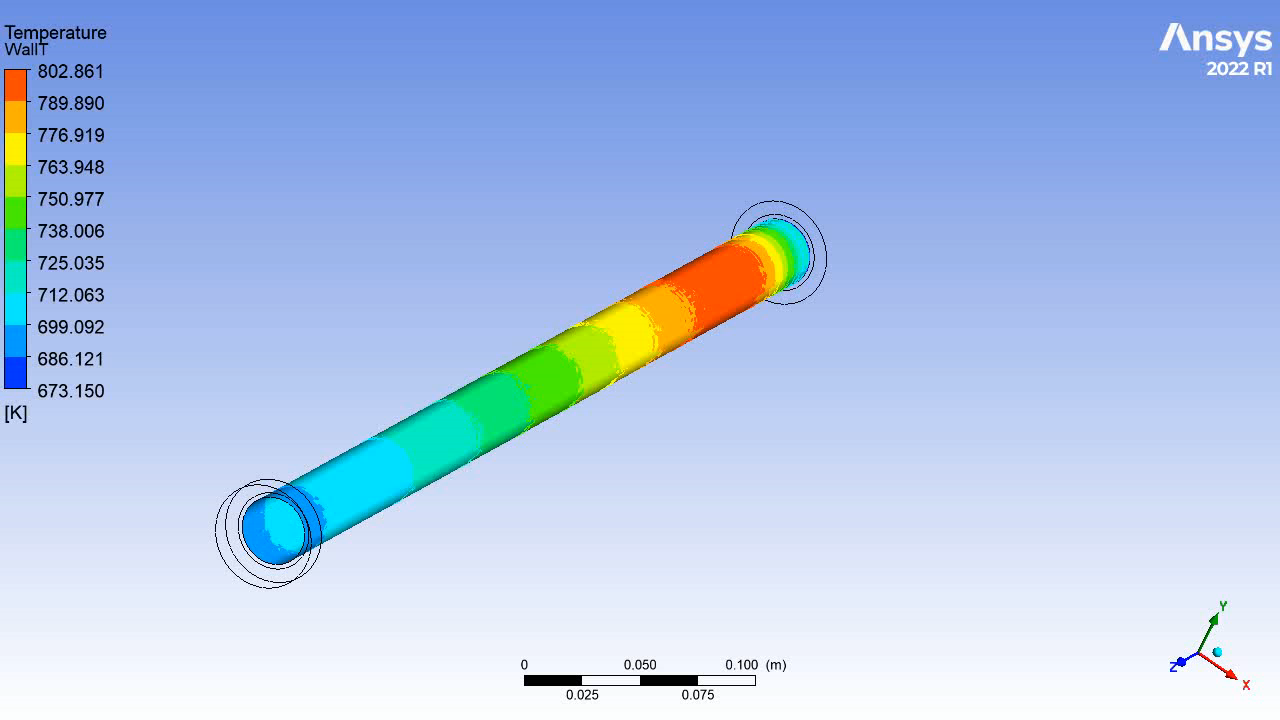 Temperature
WallT
802.861
789.890
776.919
763.948
750.977
738.006
725.035
712.063
699.092
686.121
673.150
[K]
Ansys
2022 R1
0 0.050 0.100 (m)
0.025 0.075
Y
Z
X